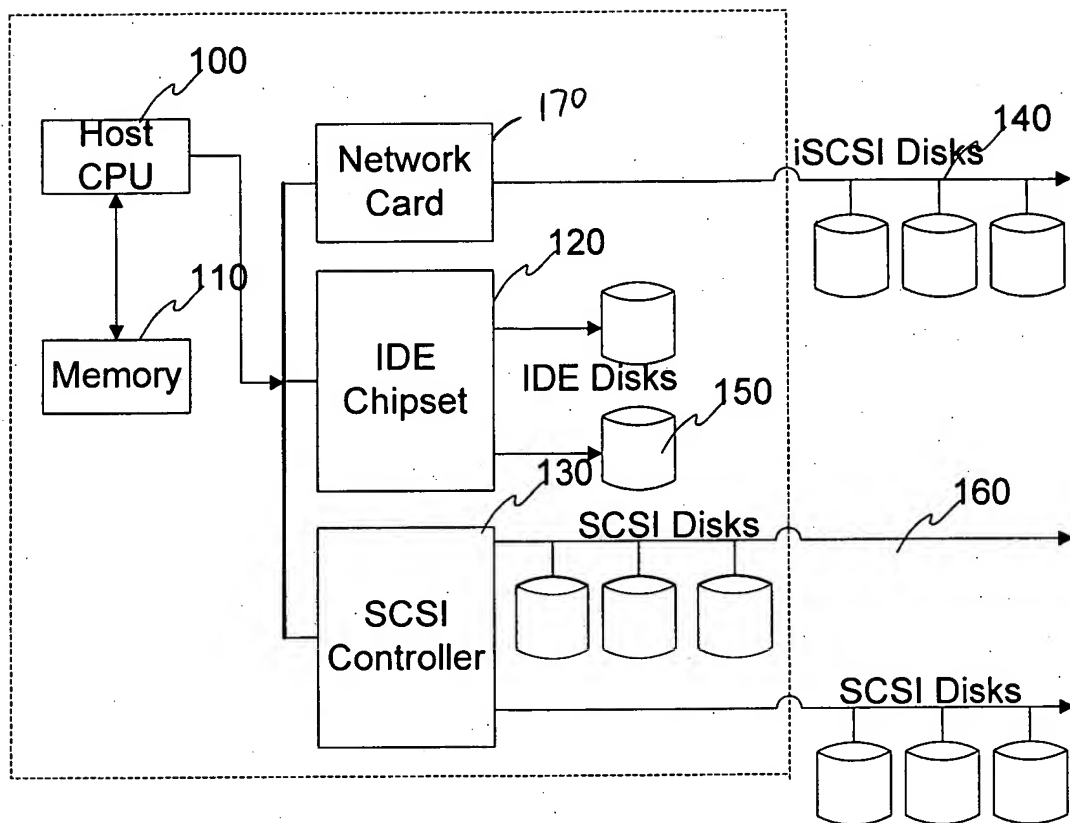 100
Host
CPU
170
Network
Card
iSCSI Disks
140
110
Memory
120
IDE
Chipset
IDE Disks
150
130
SCSI
Controller
SCSI Disks
160
SCSI Disks